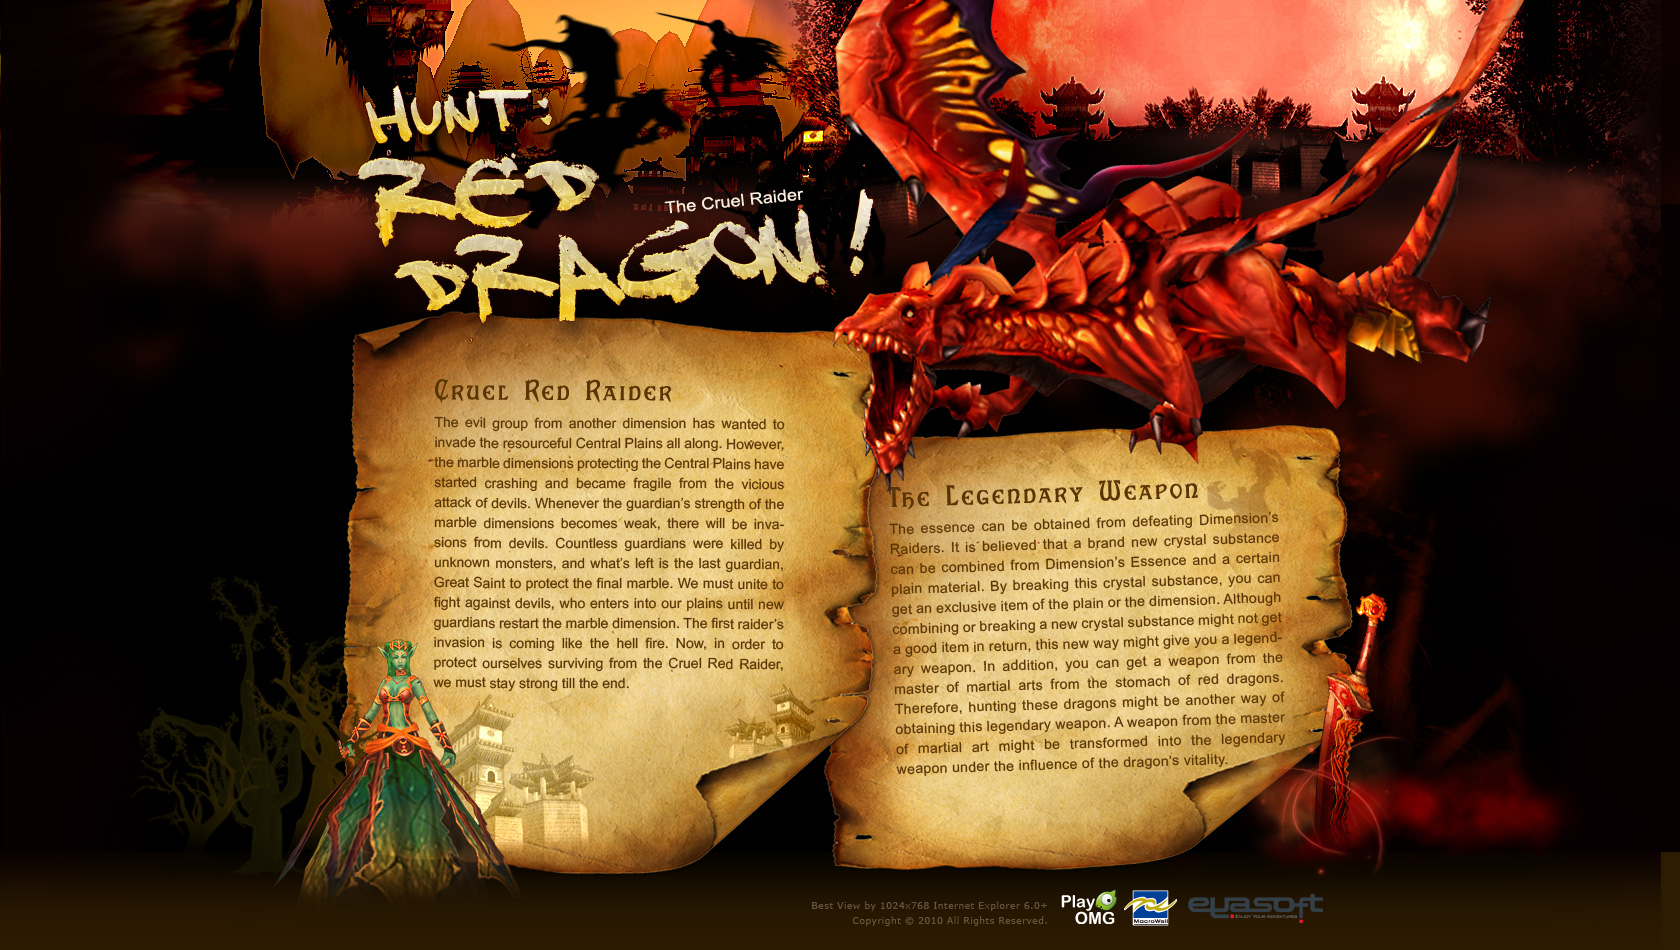 HUNT:
RED
The Cruel Raider
DRAGON!
Cruel Red Raider
The evil group from another dimension has wanted to
invade the resourceful Central Plains all along. However,
the marble dimensions protecting the Central Plains have
started crashing and became fragile from the vicious
attack of devils. Whenever the guardian's strength of the
marble dimensions becomes weak, there will be inva-
sions from devils. Countless guardians were killed by
unknown monsters, and what's left is the last guardian,
Great Saint to protect the final marble. We must unite to
fight against devils, who enters into our plains until new
guardians restart the marble dimension. The first raider's
invasion is coming like the hell fire. Now, in order to
protect ourselves surviving from the Cruel Red Raider,
we must stay strong till the end.
The Legendary Weapon
The essence can be obtained from defeating Dimension's
Raiders. It is believed that a brand new crystal substance
can be combined from Dimension's Essence and a certain
plain material. By breaking this crystal substance, you can
get an exclusive item of the plain or the dimension. Although
combining or breaking a new crystal substance might not get
a good item in return, this new way might give you a legend-
ary weapon. In addition, you can get a weapon from the
master of martial arts from the stomach of red dragons.
Therefore, hunting these dragons might be another way of
obtaining this legendary weapon. A weapon from the master
of martial art might be transformed into the legendary
weapon under the influence of the dragon's vitality.
Best View by 1024x768 Internet Explorer 6.0+
Copyright © 2010 All Rights Reserved.
Play
OMG
MacroWell
eyasoft
ENJOY YOUR ADVENTURES